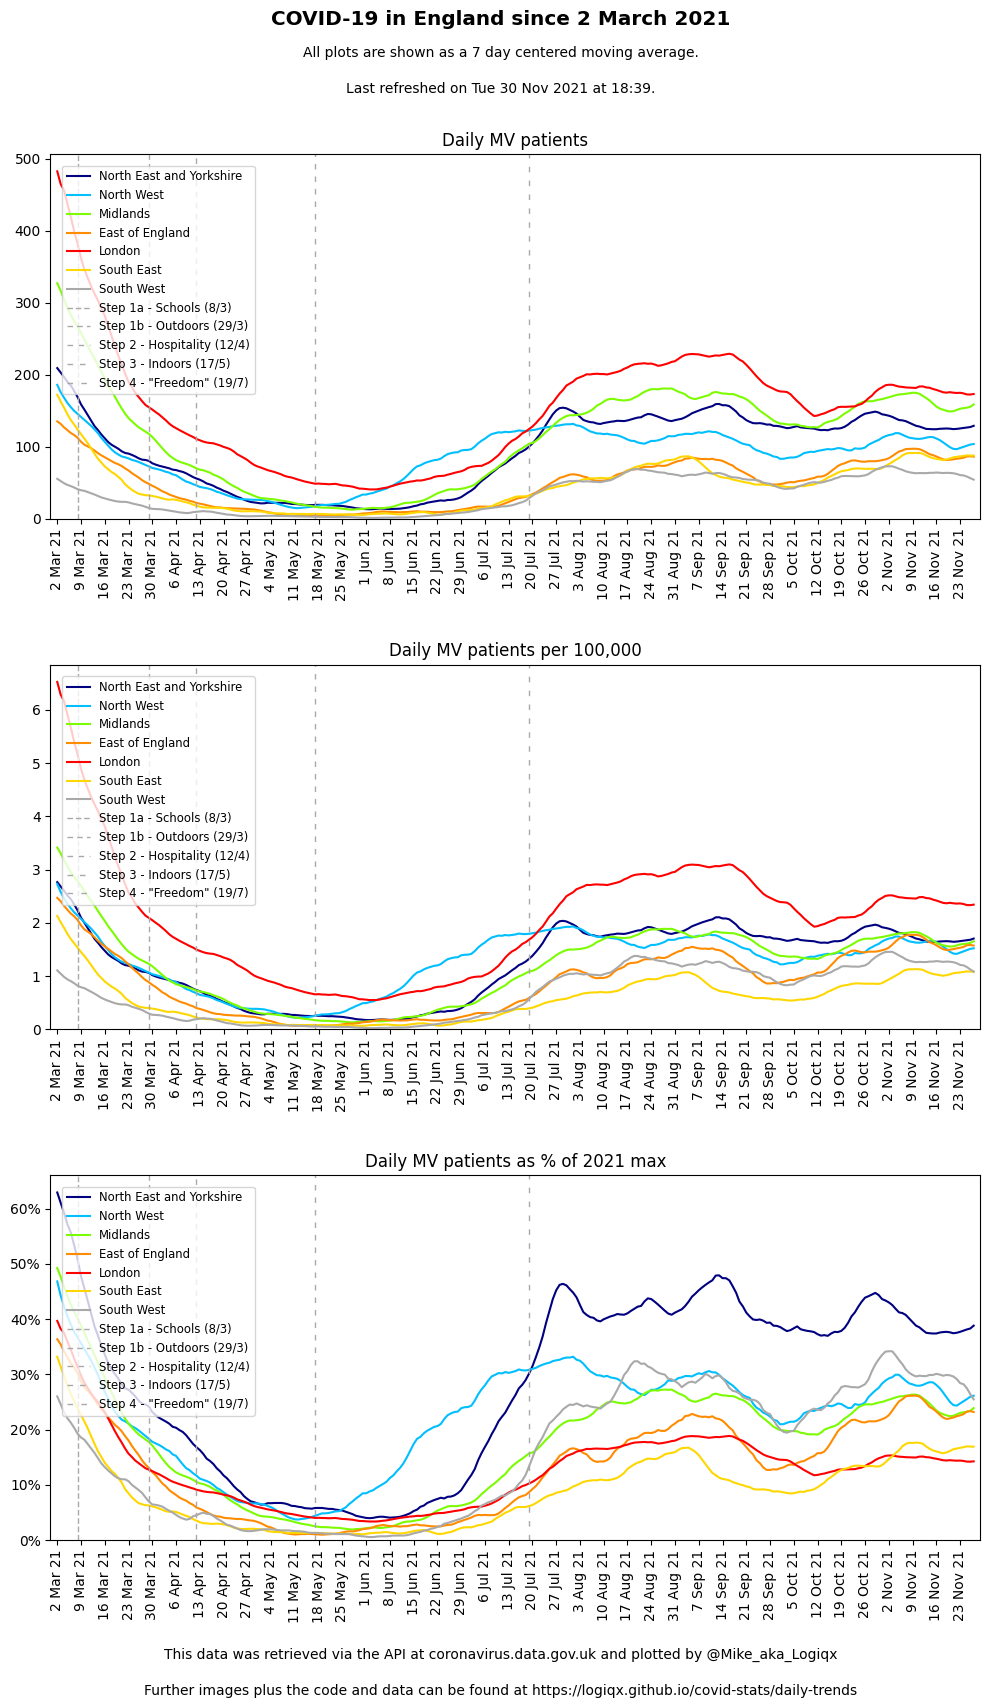 COVID-19 in England since 2 March 2021
All plots are shown as a 7 day centered moving average.
Last refreshed on Tue 30 Nov 2021 at 18:39.
Daily MV patients
500
400
300
200
100
0
North East and Yorkshire
North West
Midlands
East of England
London
South East
South West
Step 1a - Schools (8/3)
Step 1b - Outdoors (29/3)
Step 2 - Hospitality (12/4)
Step 3 - Indoors (17/5)
Step 4 - "Freedom" (19/7)
2 Mar 21
9 Mar 21
16 Mar 21
23 Mar 21
30 Mar 21
6 Apr 21
13 Apr 21
20 Apr 21
27 Apr 21
4 May 21
11 May 21
18 May 21
25 May 21
1 Jun 21
8 Jun 21
15 Jun 21
22 Jun 21
29 Jun 21
6 Jul 21
13 Jul 21
20 Jul 21
27 Jul 21
3 Aug 21
10 Aug 21
17 Aug 21
24 Aug 21
31 Aug 21
7 Sep 21
14 Sep 21
21 Sep 21
28 Sep 21
5 Oct 21
12 Oct 21
19 Oct 21
26 Oct 21
2 Nov 21
9 Nov 21
16 Nov 21
23 Nov 21
Daily MV patients per 100,000
6
5
4
3
2
1
0
North East and Yorkshire
North West
Midlands
East of England
London
South East
South West
Step 1a - Schools (8/3)
Step 1b - Outdoors (29/3)
Step 2 - Hospitality (12/4)
Step 3 - Indoors (17/5)
Step 4 - "Freedom" (19/7)
2 Mar 21
9 Mar 21
16 Mar 21
23 Mar 21
30 Mar 21
6 Apr 21
13 Apr 21
20 Apr 21
27 Apr 21
4 May 21
11 May 21
18 May 21
25 May 21
1 Jun 21
8 Jun 21
15 Jun 21
22 Jun 21
29 Jun 21
6 Jul 21
13 Jul 21
20 Jul 21
27 Jul 21
3 Aug 21
10 Aug 21
17 Aug 21
24 Aug 21
31 Aug 21
7 Sep 21
14 Sep 21
21 Sep 21
28 Sep 21
5 Oct 21
12 Oct 21
19 Oct 21
26 Oct 21
2 Nov 21
9 Nov 21
16 Nov 21
23 Nov 21
Daily MV patients as % of 2021 max
60%
50%
40%
30%
20%
10%
0%
North East and Yorkshire
North West
Midlands
East of England
London
South East
South West
Step 1a - Schools (8/3)
Step 1b - Outdoors (29/3)
Step 2 - Hospitality (12/4)
Step 3 - Indoors (17/5)
Step 4 - "Freedom" (19/7)
2 Mar 21
9 Mar 21
16 Mar 21
23 Mar 21
30 Mar 21
6 Apr 21
13 Apr 21
20 Apr 21
27 Apr 21
4 May 21
11 May 21
18 May 21
25 May 21
1 Jun 21
8 Jun 21
15 Jun 21
22 Jun 21
29 Jun 21
6 Jul 21
13 Jul 21
20 Jul 21
27 Jul 21
3 Aug 21
10 Aug 21
17 Aug 21
24 Aug 21
31 Aug 21
7 Sep 21
14 Sep 21
21 Sep 21
28 Sep 21
5 Oct 21
12 Oct 21
19 Oct 21
26 Oct 21
2 Nov 21
9 Nov 21
16 Nov 21
23 Nov 21
This data was retrieved via the API at coronavirus.data.gov.uk and plotted by @Mike_aka_Logiqx
Further images plus the code and data can be found at https://logiqx.github.io/covid-stats/daily-trends